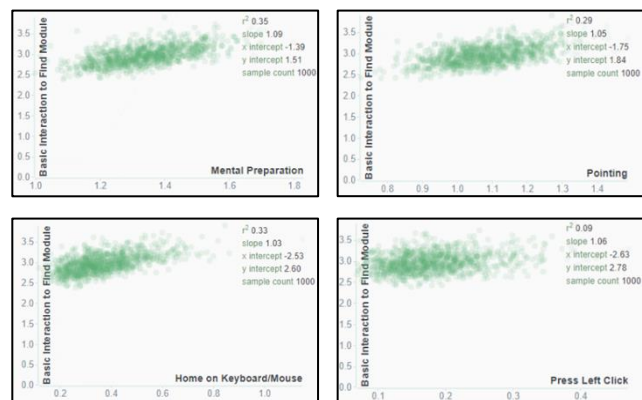 Basic Interaction to Find Module
3.5
3.0
2.5
2.0
1.5
1.0
0.5
0.0
r² 0.35
slope 1.09
x intercept -1.39
y intercept 1.51
sample count 1000
Mental Preparation
1.0 1.2 1.4 1.6 1.8
Basic Interaction to Find Module
3.5
3.0
2.5
2.0
1.5
1.0
0.5
0.0
r² 0.29
slope 1.05
x intercept -1.75
y intercept 1.84
sample count 1000
Pointing
0.8 0.9 1.0 1.1 1.2 1.3 1.4
Basic Interaction to Find Module
3.5
3.0
2.5
2.0
1.5
1.0
0.5
0.0
r² 0.33
slope 1.03
x intercept -2.53
y intercept 2.60
sample count 1000
Home on Keyboard/Mouse
0.2 0.4 0.6 0.8 1.0
Basic Interaction to Find Module
3.5
3.0
2.5
2.0
1.5
1.0
0.5
0.0
r² 0.09
slope 1.06
x intercept -2.63
y intercept 2.78
sample count 1000
Press Left Click
0.1 0.2 0.3 0.4